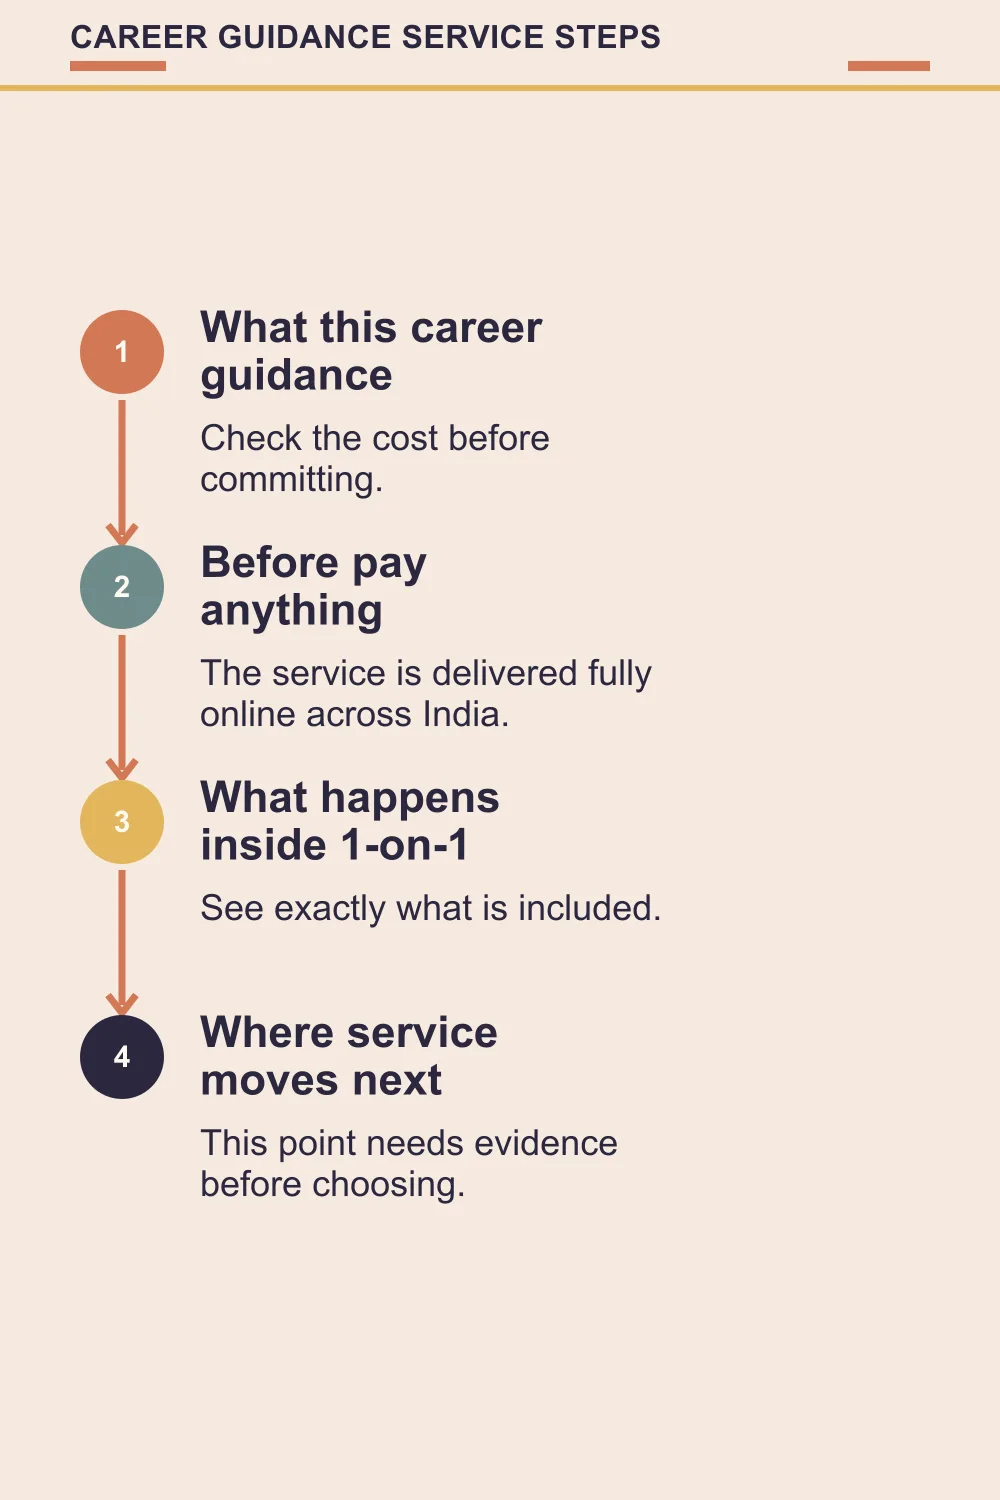 CAREER GUIDANCE SERVICE STEPS
1
What this career
guidance
Check the cost before
committing.
2
Before pay
anything
The service is delivered fully
online across India.
3
What happens
inside 1-on-1
See exactly what is included.
4
Where service
moves next
This point needs evidence
before choosing.